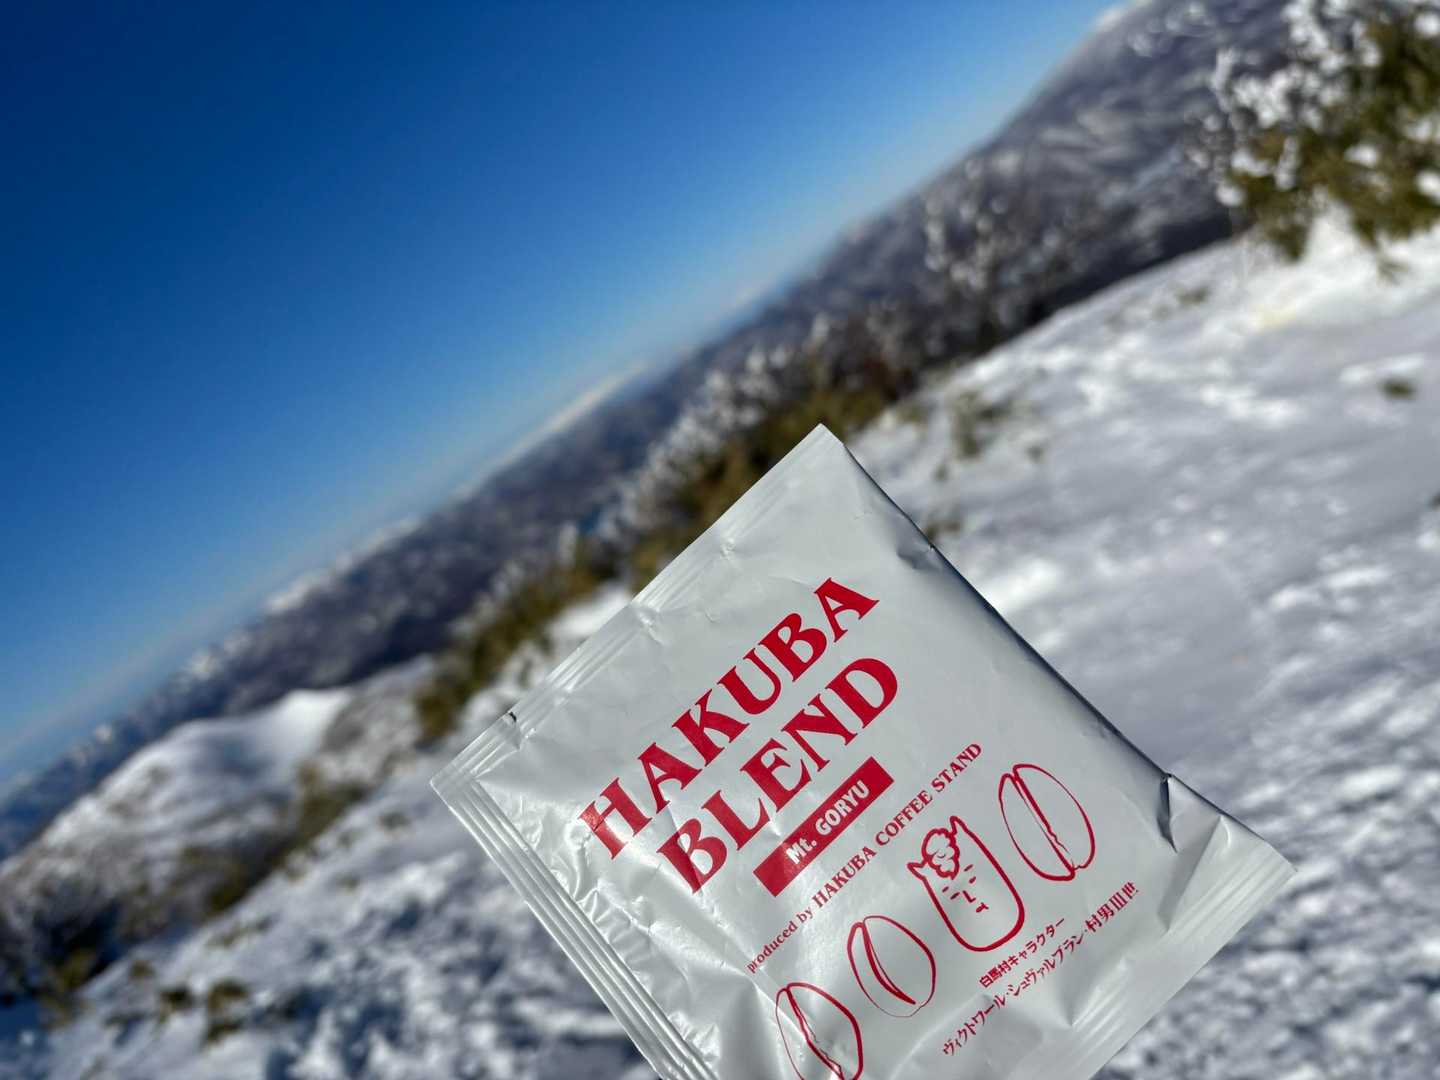 HAKUBA
BLEND
Mt. GORYU
produced by HAKUBA COFFEE STAND
白馬村キャラクター
ヴィクトワール・シュヴァルブラン・村男III世